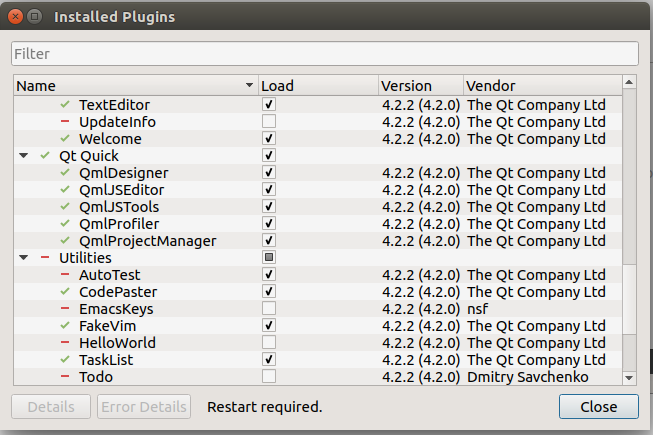 Installed Plugins
Filter
Name Load Version Vendor
TextEditor 4.2.2 (4.2.0) The Qt Company Ltd
UpdateInfo 4.2.2 (4.2.0) The Qt Company Ltd
Welcome 4.2.2 (4.2.0) The Qt Company Ltd
Qt Quick
QmlDesigner 4.2.2 (4.2.0) The Qt Company Ltd
QmlJSEditor 4.2.2 (4.2.0) The Qt Company Ltd
QmlJSTools 4.2.2 (4.2.0) The Qt Company Ltd
QmlProfiler 4.2.2 (4.2.0) The Qt Company Ltd
QmlProjectManager 4.2.2 (4.2.0) The Qt Company Ltd
Utilities
AutoTest 4.2.2 (4.2.0) The Qt Company Ltd
CodePaster 4.2.2 (4.2.0) The Qt Company Ltd
EmacsKeys 4.2.2 (4.2.0) nsf
FakeVim 4.2.2 (4.2.0) The Qt Company Ltd
HelloWorld 4.2.2 (4.2.0) The Qt Company Ltd
TaskList 4.2.2 (4.2.0) The Qt Company Ltd
Todo 4.2.2 (4.2.0) Dmitry Savchenko
Details Error Details Restart required. Close